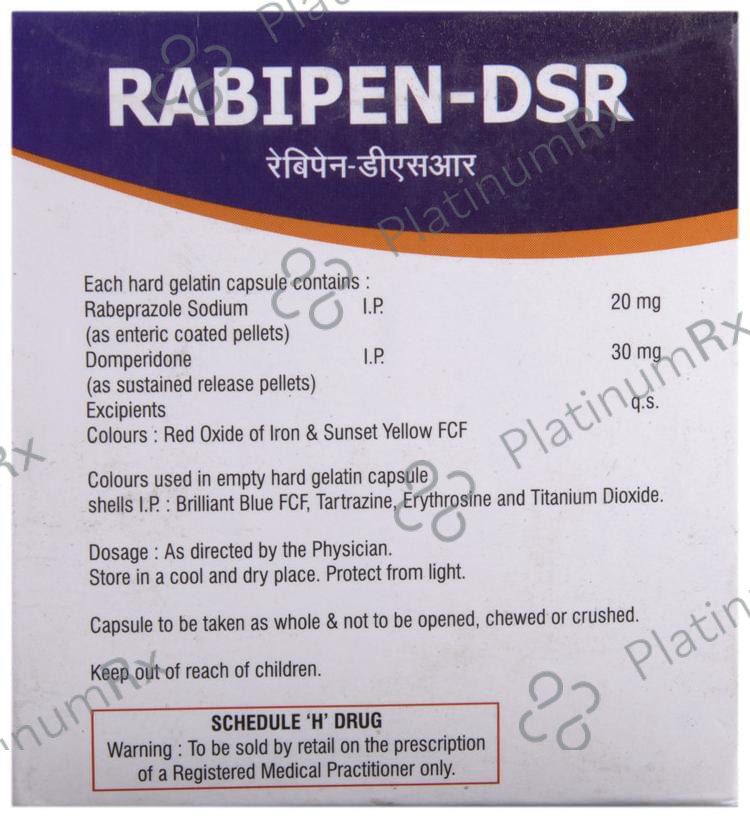 RABIPEN-DSR
रेबिपेन-डीएसआर
Each hard gelatin capsule contains :
Rabeprazole Sodium I.P. 20 mg
(as enteric coated pellets)
Domperidone I.P. 30 mg
(as sustained release pellets)
Excipients q.s.
Colours : Red Oxide of Iron & Sunset Yellow FCF
Colours used in empty hard gelatin capsule
shells I.P. : Brilliant Blue FCF, Tartrazine, Erythrosine and Titanium Dioxide.
Dosage : As directed by the Physician.
Store in a cool and dry place. Protect from light.
Capsule to be taken as whole & not to be opened, chewed or crushed.
Keep out of reach of children.
SCHEDULE 'H' DRUG
Warning : To be sold by retail on the prescription
of a Registered Medical Practitioner only.
PlatinumRx
PlatinumRx